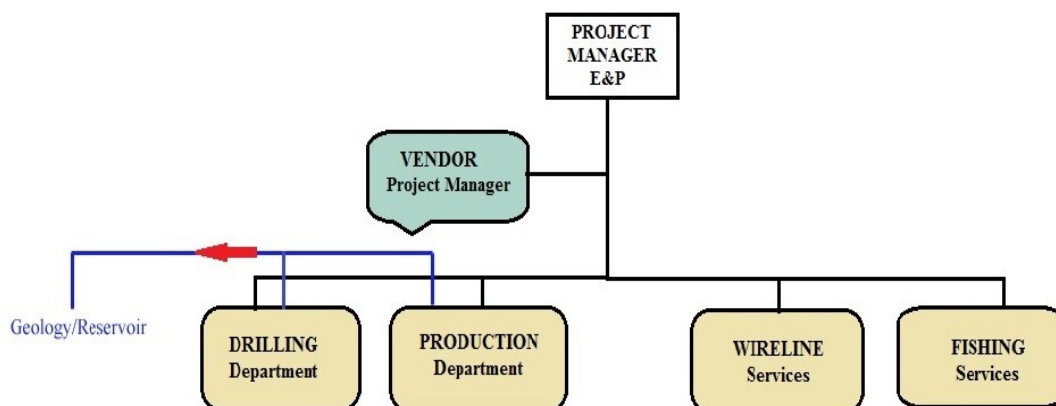 PROJECT
MANAGER
E&P
VENDOR
Project Manager
Geology/Reservoir
DRILLING
Department
PRODUCTION
Department
WIRELINE
Services
FISHING
Services